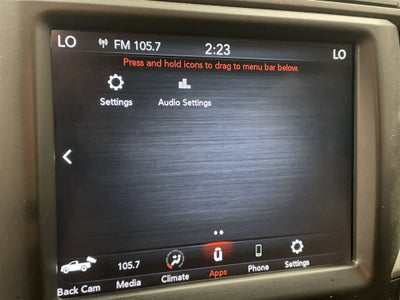 LO FM 105.7 2:23 LO
Press and hold icons to drag to menu bar below.
Settings Audio Settings
105.7
Back Cam Media Climate Apps Phone Settings